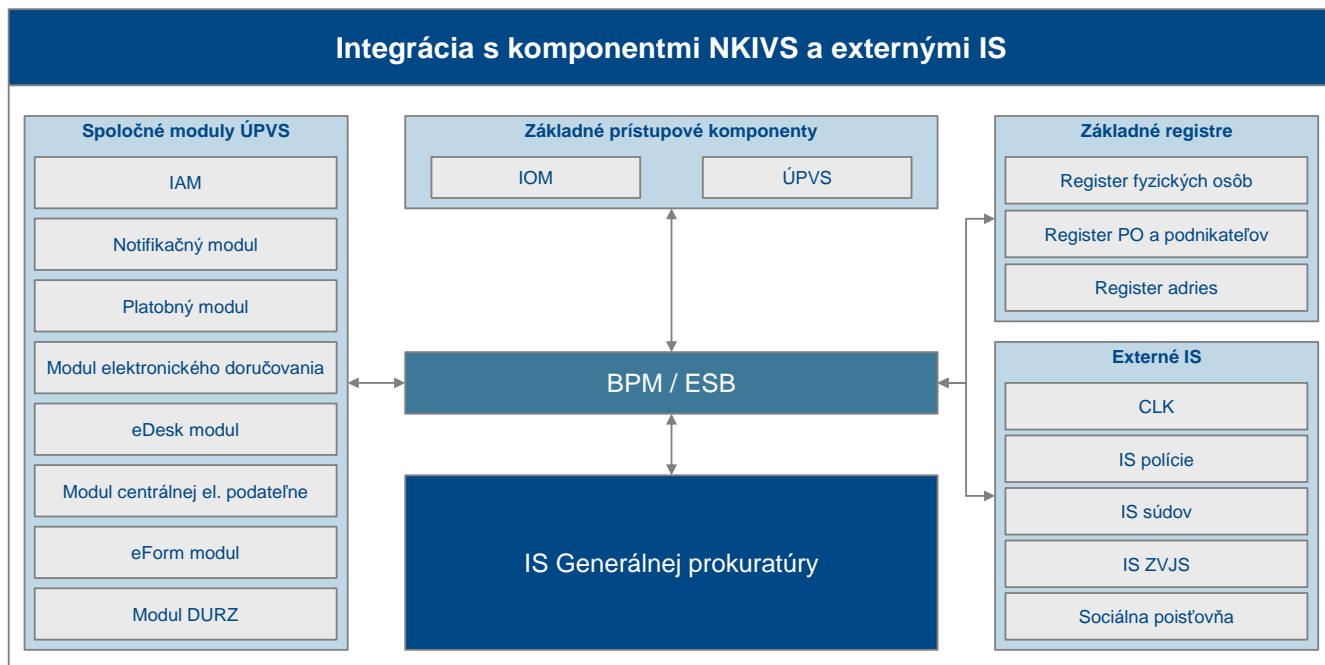 Integrácia s komponentmi NKIVS a externými IS
Spoločné moduly ÚPVS
IAM
Notifikačný modul
Platobný modul
Modul elektronického doručovania
eDesk modul
Modul centrálnej el. podateľne
eForm modul
Modul DURZ
Základné prístupové komponenty
IOM
ÚPVS
BPM / ESB
IS Generálnej prokuratúry
Základné registre
Register fyzických osôb
Register PO a podnikateľov
Register adries
Externé IS
CLK
IS polície
IS súdov
IS ZVJS
Sociálna poisťovňa